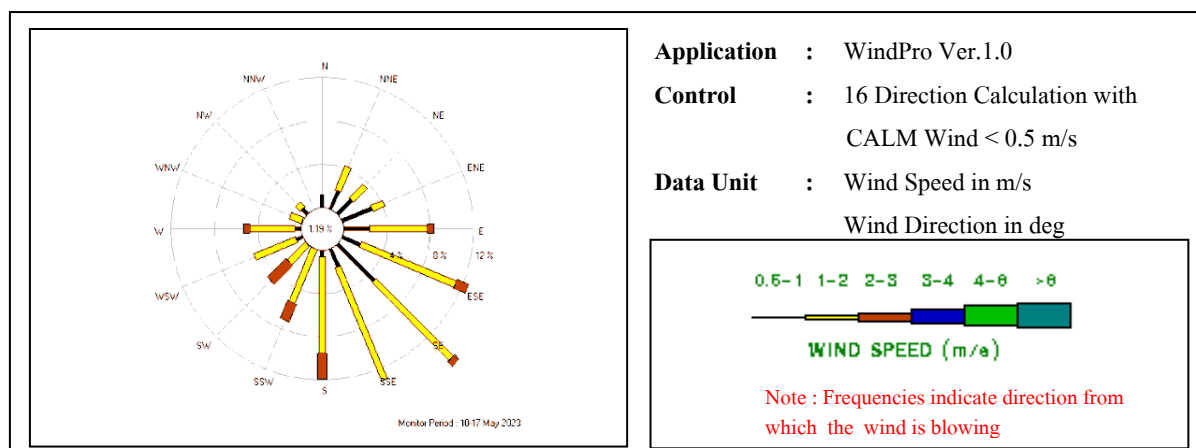 N
NNW
NNE
NW
NE
WNW
ENE
W
1.19 %
E
4 %
8 %
12 %
WSW
ESE
SW
SE
SSW
SSE
S
Monitor Period : 10-17 May 2023
Application : WindPro Ver.1.0
Control : 16 Direction Calculation with
CALM Wind < 0.5 m/s
Data Unit : Wind Speed in m/s
Wind Direction in deg
0.5-1 1-2 2-3 3-4 4-6 >6
WIND SPEED (m/s)
Note : Frequencies indicate direction from
which the wind is blowing